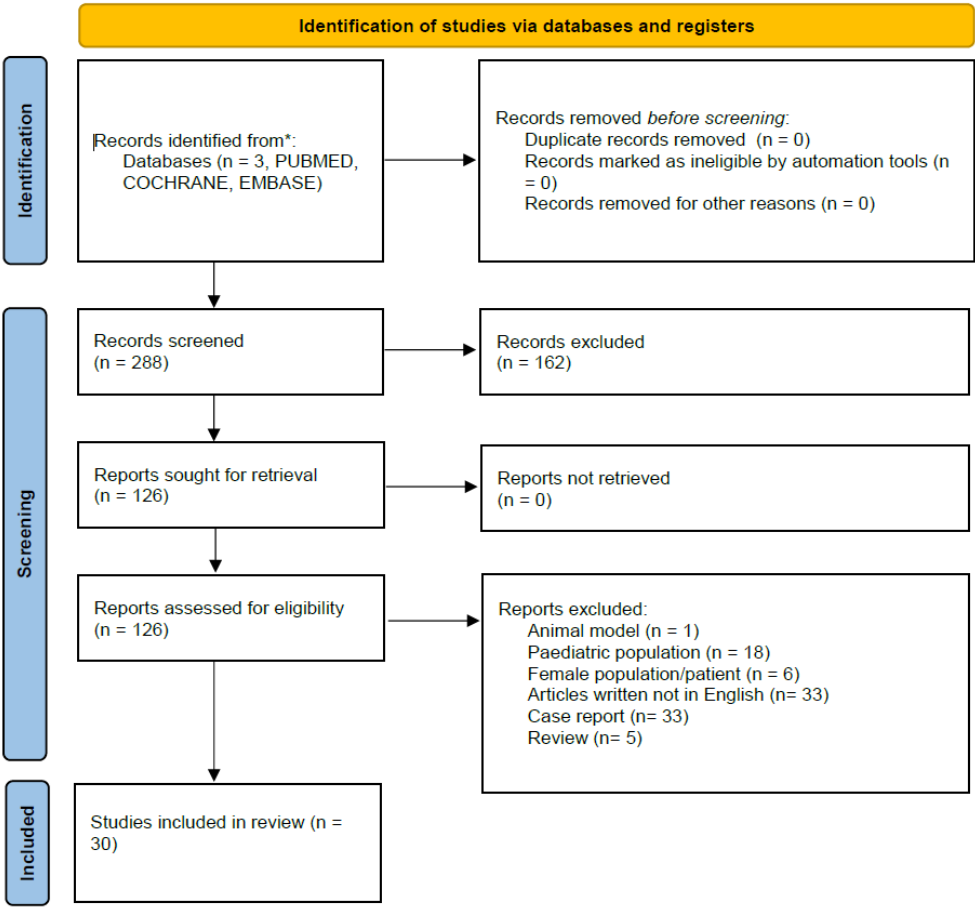 Identification of studies via databases and registers
Identification
Records identified from*:
Databases (n = 3, PUBMED,
COCHRANE, EMBASE)
Records removed before screening:
Duplicate records removed  (n = 0)
Records marked as ineligible by automation tools (n
= 0)
Records removed for other reasons (n = 0)
Screening
Records screened
(n = 288)
Records excluded
(n = 162)
Reports sought for retrieval
(n = 126)
Reports not retrieved
(n = 0)
Reports assessed for eligibility
(n = 126)
Reports excluded:
Animal model (n = 1)
Paediatric population (n = 18)
Female population/patient (n = 6)
Articles written not in English (n= 33)
Case report (n= 33)
Review (n= 5)
Included
Studies included in review (n =
30)